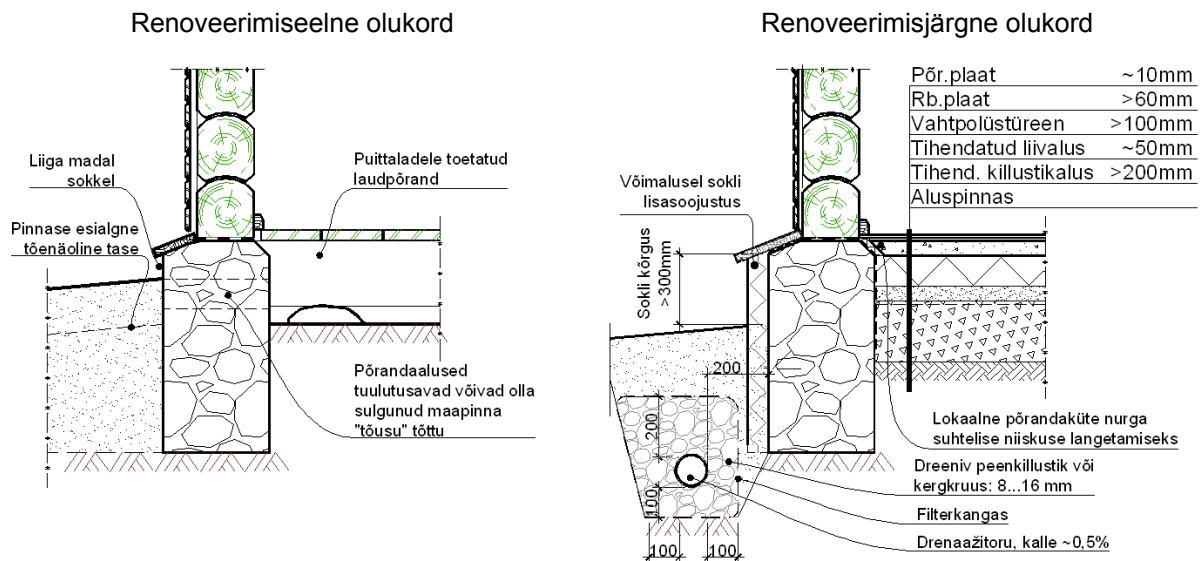 Renoveerimiseelne olukord
Liiga madal
sokkel
Pinnase esialgne
tõenäoline tase
Puittaladele toetatud
laudpõrand
Põrandaalused
tuulutusavad võivad olla
sulgunud maapinna
"tõusu" tõttu
Renoveerimisjärgne olukord
Põr.plaat ~10mm
Rb.plaat >60mm
Vahtpolüstüreen >100mm
Tihendatud liivalus ~50mm
Tihend. killustikalus >200mm
Aluspinnas
Võimalusel sokli
lisasoojustus
Sokli kõrgus
>300mm
200
200
100
100
100
Lokaalne põrandaküte nurga
suhtelise niiskuse langetamiseks
Dreeniv peenkillustik või
kergkruus: 8...16 mm
Filterkangas
Drenaažitoru, kalle ~0,5%